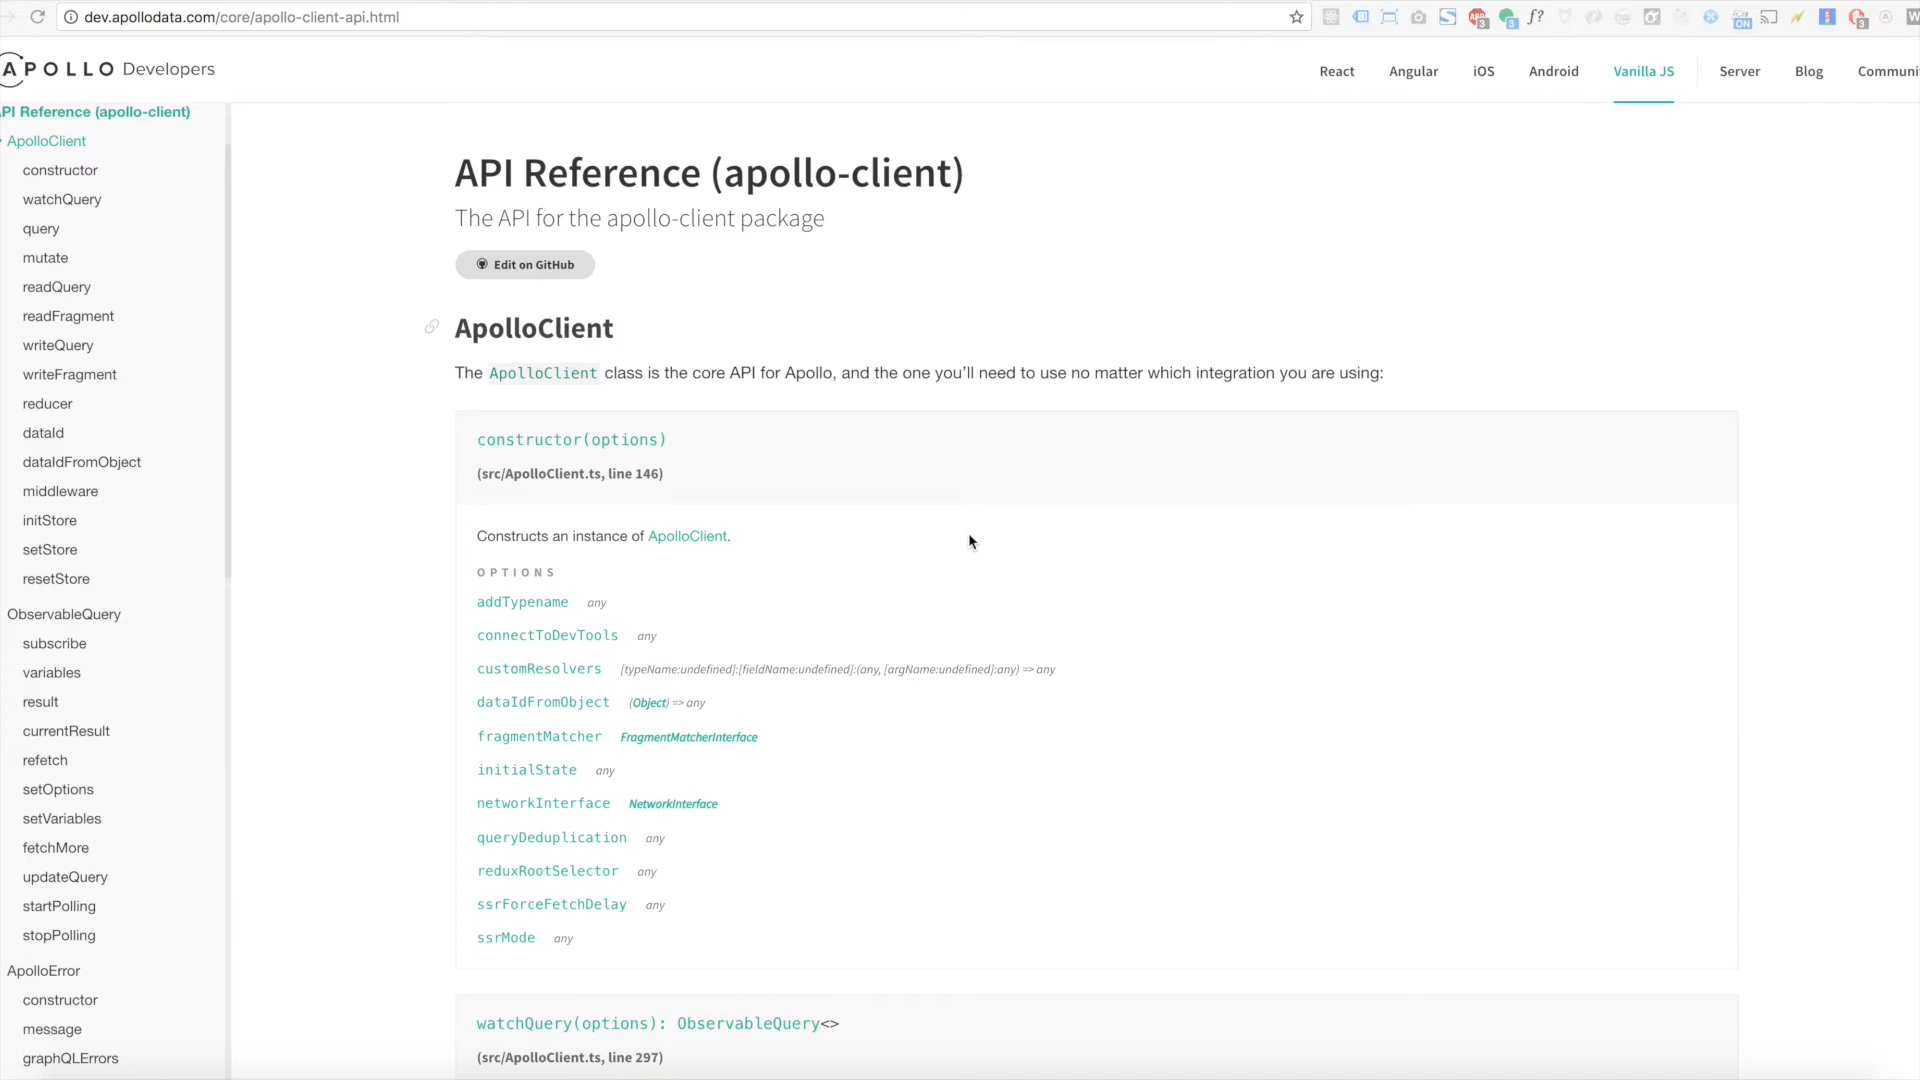 dev.apollodata.com/core/apollo-client-api.html
APOLLO Developers
React
Angular
iOS
Android
Vanilla JS
Server
Blog
Communi
PI Reference (apollo-client)
ApolloClient
constructor
watchQuery
query
mutate
readQuery
readFragment
writeQuery
writeFragment
reducer
dataId
dataIdFromObject
middleware
initStore
setStore
resetStore
ObservableQuery
subscribe
variables
result
currentResult
refetch
setOptions
setVariables
fetchMore
updateQuery
startPolling
stopPolling
ApolloError
constructor
message
graphQLErrors
API Reference (apollo-client)
The API for the apollo-client package
Edit on GitHub
ApolloClient
The ApolloClient class is the core API for Apollo, and the one you’ll need to use no matter which integration you are using:
constructor(options)
(src/ApolloClient.ts, line 146)
Constructs an instance of ApolloClient.
OPTIONS
addTypename any
connectToDevTools any
customResolvers [typeName:undefined]:[fieldName:undefined]:(any, [argName:undefined]:any) => any
dataIdFromObject (Object) => any
fragmentMatcher FragmentMatcherInterface
initialState any
networkInterface NetworkInterface
queryDeduplication any
reduxRootSelector any
ssrForceFetchDelay any
ssrMode any
watchQuery(options): ObservableQuery<>
(src/ApolloClient.ts, line 297)